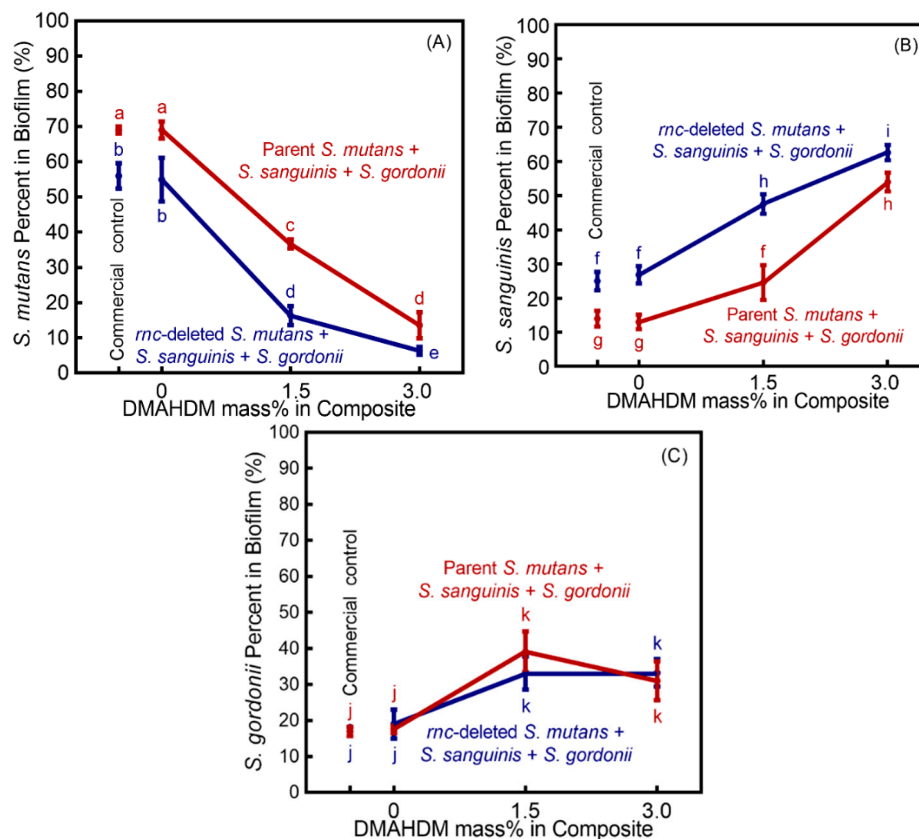 (A)
S. mutans Percent in Biofilm (%)
100
90
80
70
60
50
40
30
20
10
0
Commercial control
a
b
a
b
c
d
d
e
Parent S. mutans +
S. sanguinis + S. gordonii
rnc-deleted S. mutans +
S. sanguinis + S. gordonii
0
1.5
3.0
DMAHDM mass% in Composite
(B)
S. sanguinis Percent in Biofilm (%)
100
90
80
70
60
50
40
30
20
10
0
Commercial control
f
g
f
g
h
f
i
h
rnc-deleted S. mutans +
S. sanguinis + S. gordonii
Parent S. mutans +
S. sanguinis + S. gordonii
0
1.5
3.0
DMAHDM mass% in Composite
(C)
S. gordonii Percent in Biofilm (%)
100
90
80
70
60
50
40
30
20
10
0
Commercial control
j
j
j
j
k
k
k
k
Parent S. mutans +
S. sanguinis + S. gordonii
rnc-deleted S. mutans +
S. sanguinis + S. gordonii
0
1.5
3.0
DMAHDM mass% in Composite